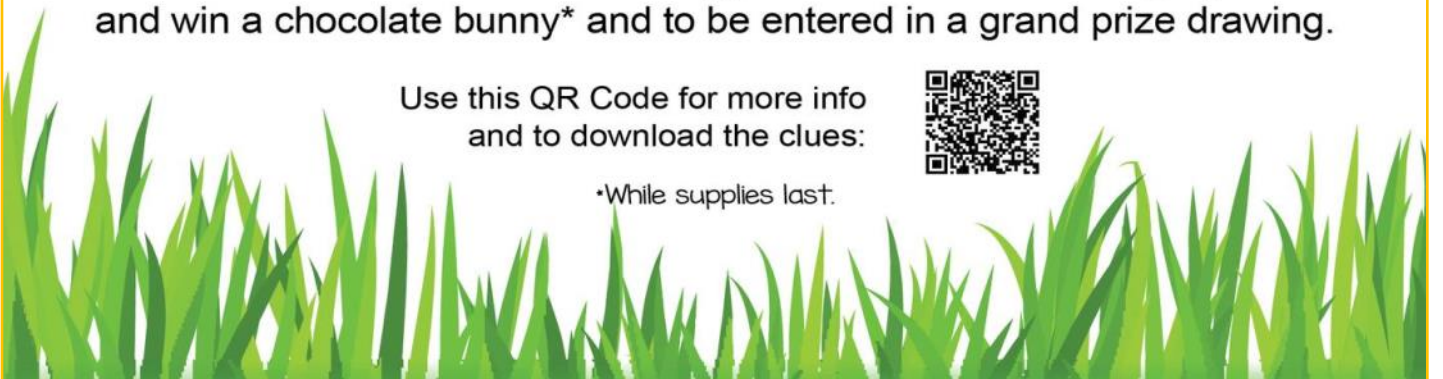 and win a chocolate bunny* and to be entered in a grand prize drawing.
Use this QR Code for more info
and to download the clues:
*While supplies last.